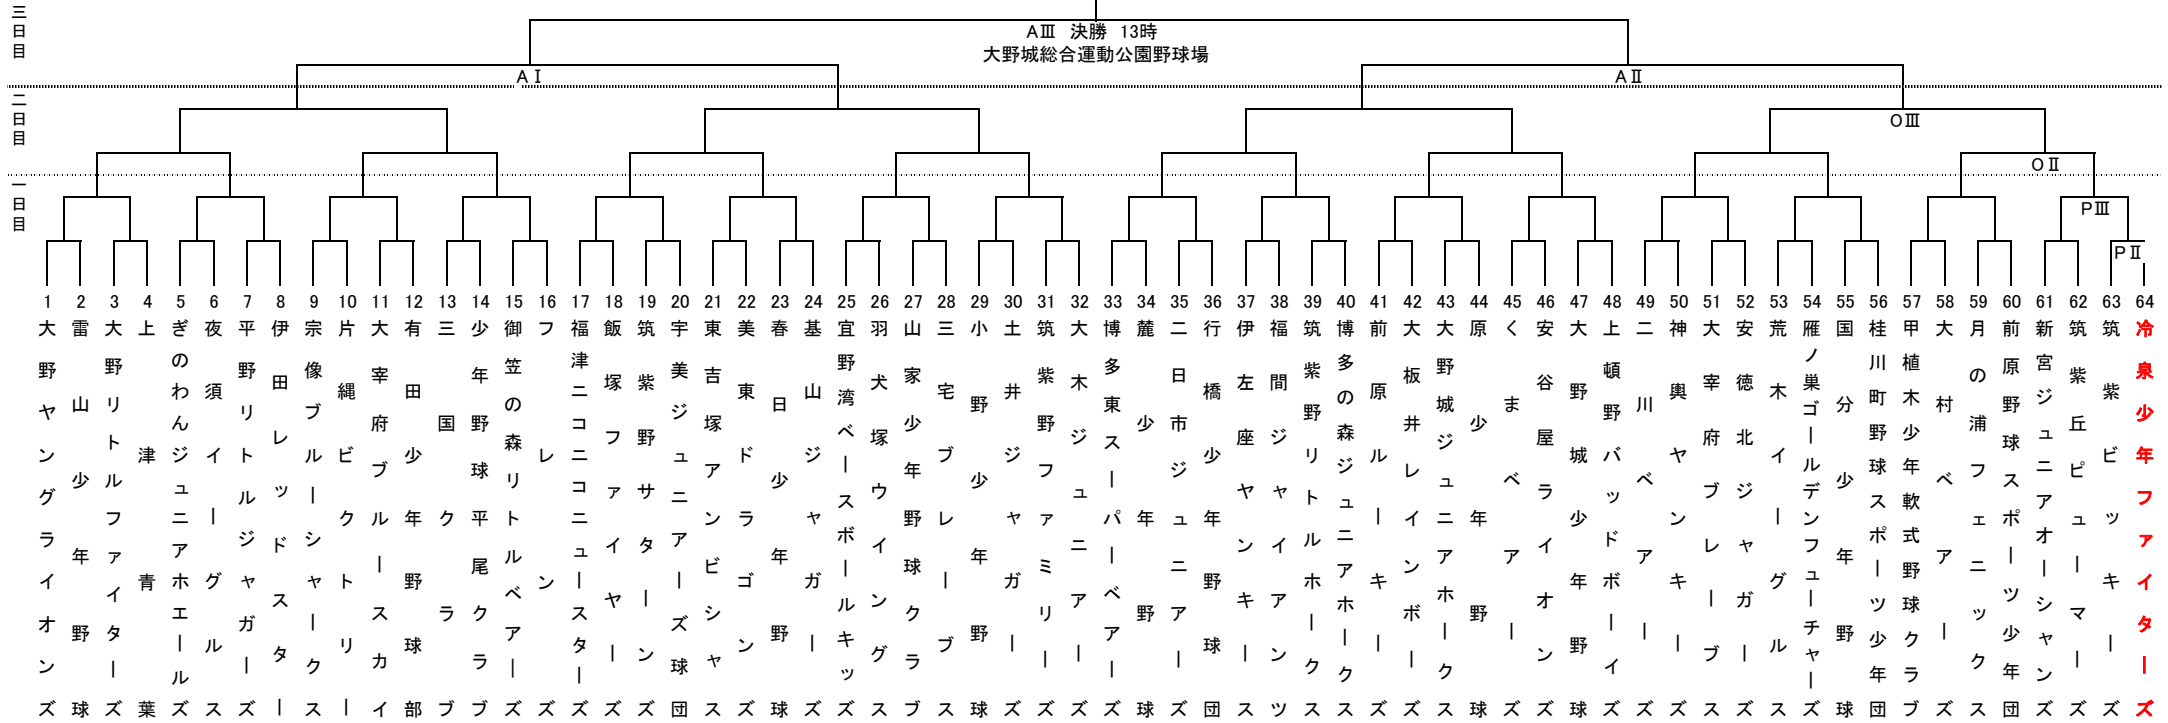 三日目
AⅢ 決勝 13時
大野城総合運動公園野球場
AⅠ
AⅡ
二日目
OⅢ
OⅡ
一日目
PⅢ
PⅡ
1 大野ヤングライオンズ
2 雷山少年野球
3 大野リトルファイターズ
4 上津青葉
5 ぎのわんジュニアホエールズ
6 夜須イーグルス
7 平野リトルジャガーズ
8 伊田レッドスター
9 宗像ブルーシャークス
10 片縄ビクトリー
11 大宰府ブルースカイ
12 有田少年野球部
13 三国クラブ
14 少年野球平尾クラブ
15 御笠の森リトルベアーズ
16 フレンズ
17 福津ニコニコニュースターズ
18 飯塚ファイヤーズ
19 筑紫野サターンズ
20 宇美ジュニアーズ球団
21 東吉塚アンビシャス
22 美東ドラゴンズ
23 春日少年野球
24 基山ジャガーズ
25 宜野湾ベースボールキッズ
26 羽犬塚ウイングス
27 山家少年野球クラブ
28 三宅ブレーブス
29 小野少年野球
30 土井ジャガーズ
31 筑紫野ファミリーズ
32 大木ジュニアーズ
33 博多東スーパーベアーズ
34 麓少年野球
35 二日市ジュニアーズ
36 行橋少年野球団
37 伊左座ヤンキース
38 福間ジャイアンツ
39 筑紫野リトルホークス
40 博多の森ジュニアホークス
41 前原ルーキーズ
42 大板井レインボーズ
43 大野城ジュニアホークス
44 原少年野球
45 くまベアーズ
46 安谷屋ライオンズ
47 大野城少年野球
48 上頓野バッドボーイズ
49 二川ベアーズ
50 神興ヤンキーズ
51 大宰府ブレーブス
52 安徳北ジャガーズ
53 荒木イーグルス
54 雁ノ巣ゴールデンフューチャーズ
55 国分少年野球
56 桂川町野球スポーツ少年団
57 甲植木少年軟式野球クラブ
58 大村ベアーズ
59 月の浦フェニックス
60 前原野球スポーツ少年団
61 新宮ジュニアオーシャンズ
62 筑紫丘ピューマーズ
63 筑紫ビッキーズ
64 冷泉少年ファイターズ